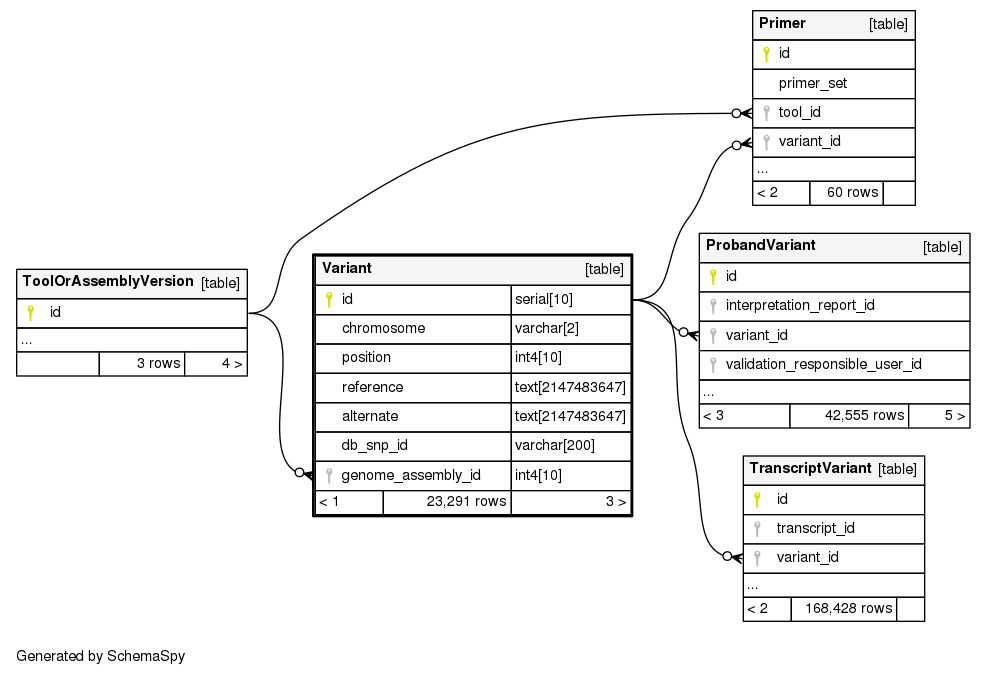 Primer [table]
id
primer_set
tool_id
variant_id
...
< 2 60 rows
ProbandVariant [table]
id
interpretation_report_id
variant_id
validation_responsible_user_id
...
< 3 42,555 rows 5 >
ToolOrAssemblyVersion [table]
id
...
3 rows 4 >
Variant [table]
id serial[10]
chromosome varchar[2]
position int4[10]
reference text[2147483647]
alternate text[2147483647]
db_snp_id varchar[200]
genome_assembly_id int4[10]
< 1 23,291 rows 3 >
TranscriptVariant [table]
id
transcript_id
variant_id
...
< 2 168,428 rows
Generated by SchemaSpy